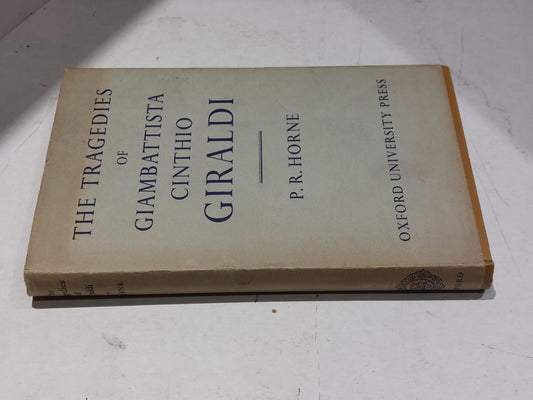 THE TRAGEDIES
OF
GIAMBATTISTA
CINTHIO
GIRALDI
P. R. HORNE
OXFORD UNIVERSITY PRESS